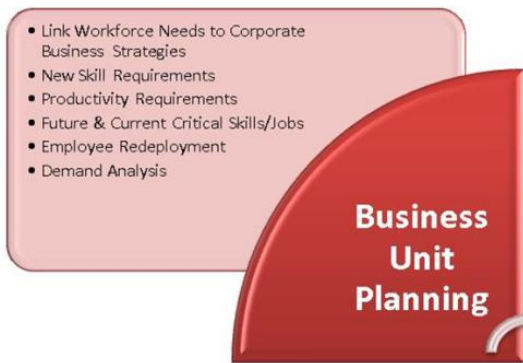 • Link Workforce Needs to Corporate
Business Strategies
• New Skill Requirements
• Productivity Requirements
• Future & Current Critical Skills/Jobs
• Employee Redeployment
• Demand Analysis
Business
Unit
Planning